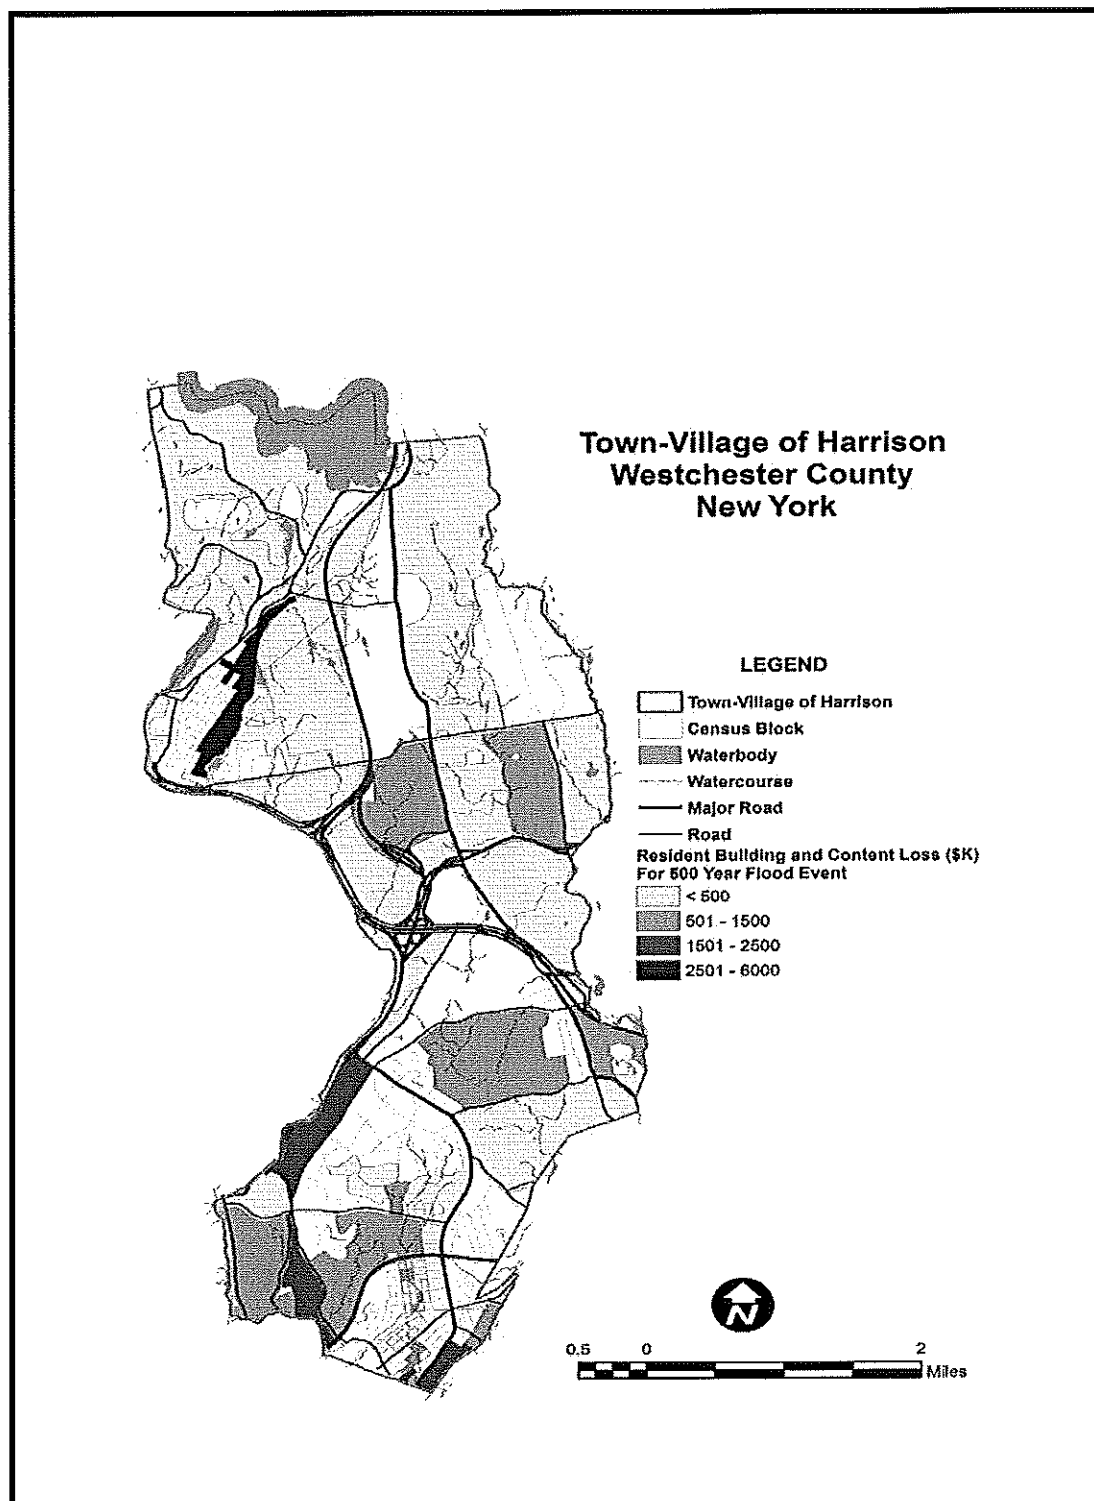 Town-Village of Harrison
Westchester County
New York
LEGEND
Town-Village of Harrison
Census Block
Waterbody
Watercourse
Major Road
Road
Resident Building and Content Loss ($K)
For 500 Year Flood Event
< 500
501 - 1500
1501 - 2500
2501 - 6000
N
0.5 0 2
Miles